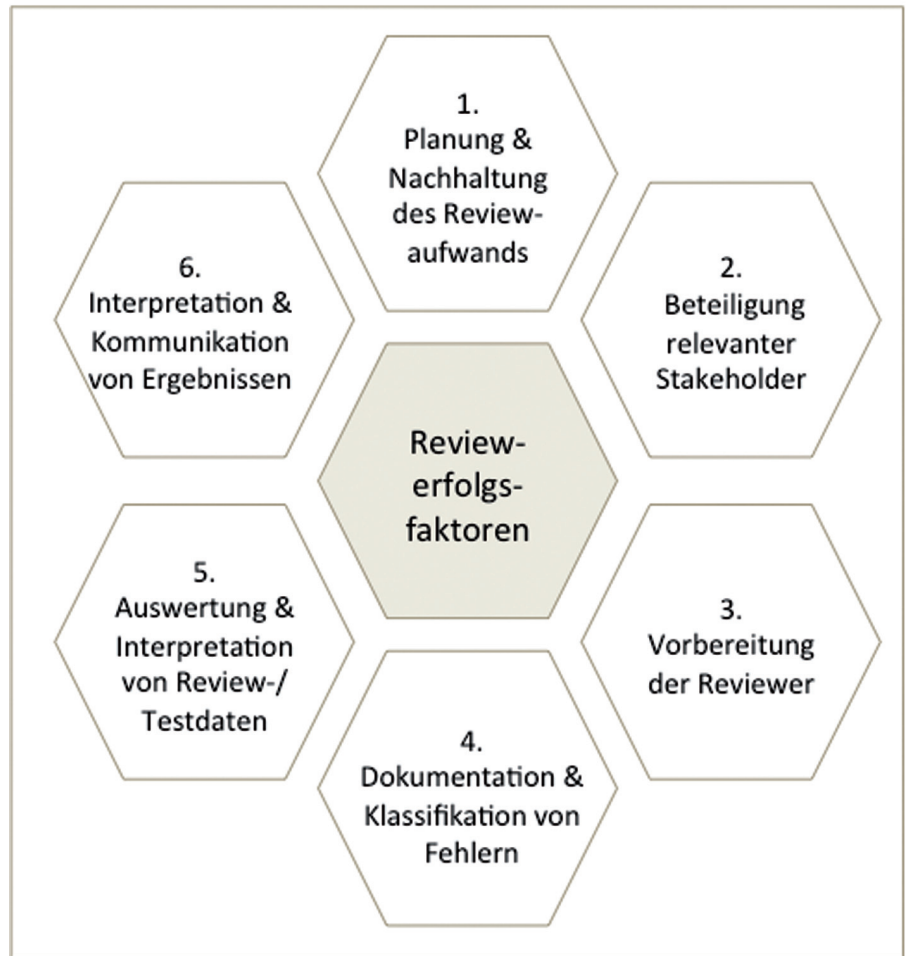 1.
Planung &
Nachhaltung
des Review-
aufwands
2.
Beteiligung
relevanter
Stakeholder
3.
Vorbereitung
der Reviewer
4.
Dokumentation &
Klassifikation von
Fehlern
5.
Auswertung &
Interpretation
von Review-/
Testdaten
6.
Interpretation &
Kommunikation
von Ergebnissen
Review-
erfolgs-
faktoren